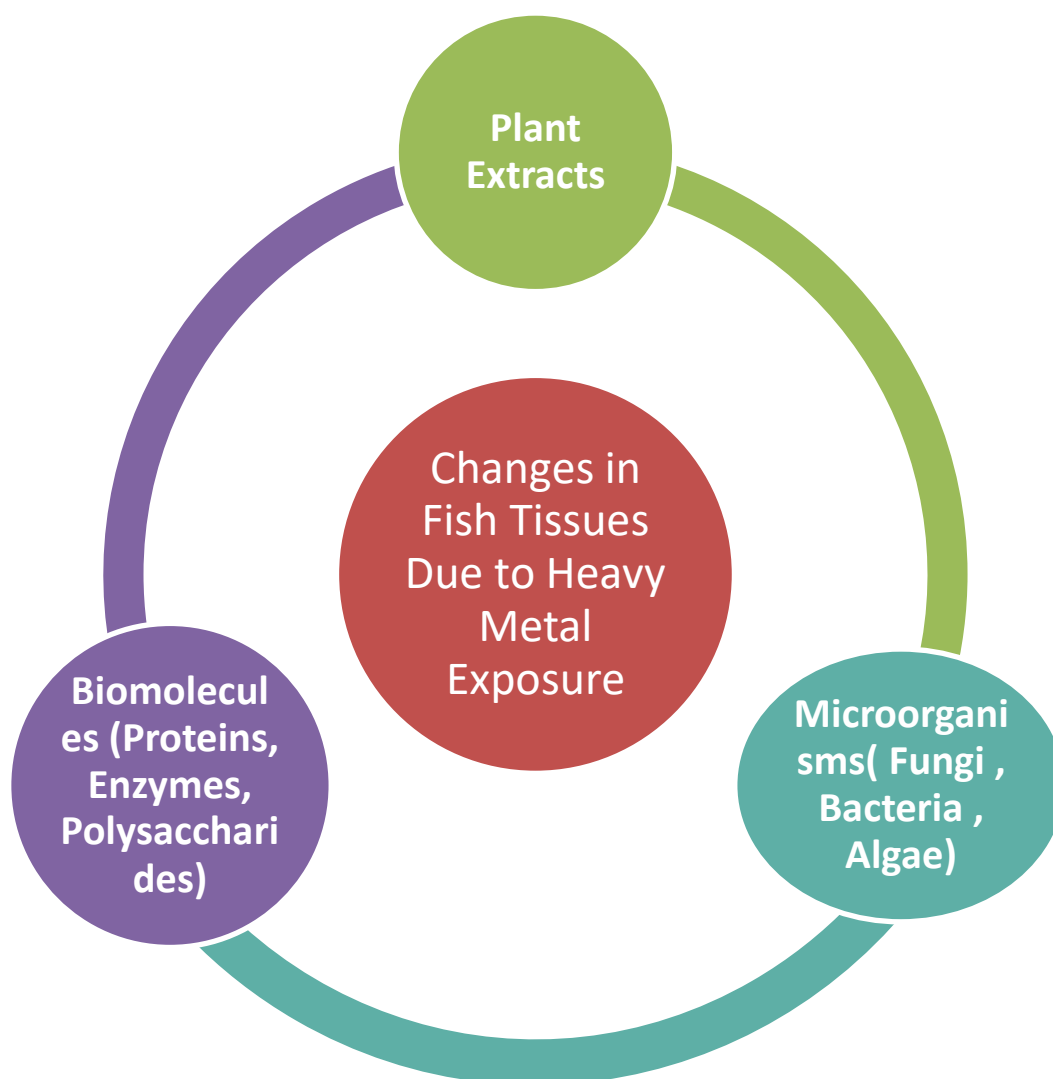 Plant
Extracts
Changes in
Fish Tissues
Due to Heavy
Metal
Exposure
Biomolecul
es (Proteins,
Enzymes,
Polysacchari
des)
Microorgani
sms( Fungi ,
Bacteria ,
Algae)